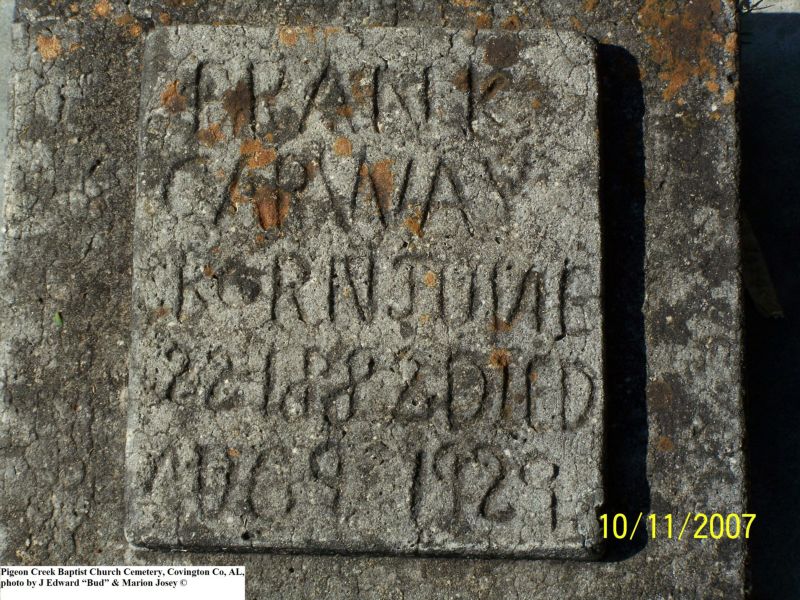 FRANK
CARWAY
BORN JUNE
22 1882 DIED
AUG 9 1929
10/11/2007
Pigeon Creek Baptist Church Cemetery, Covington Co, AL,
photo by J Edward “Bud” & Marion Josey ©